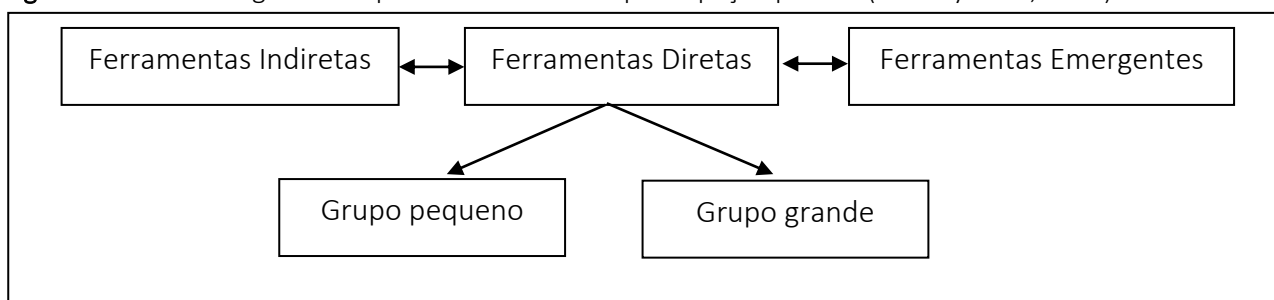 Ferramentas Indiretas
Ferramentas Diretas
Ferramentas Emergentes
Grupo pequeno
Grupo grande